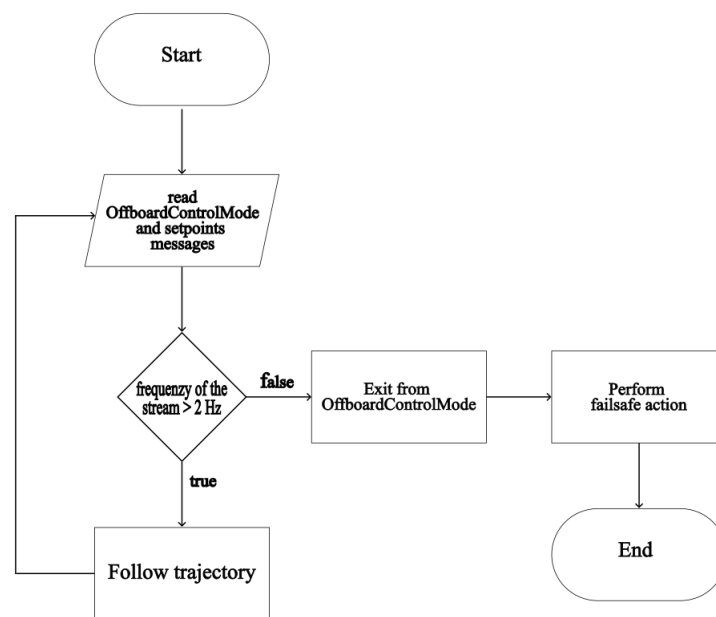 Start
read
OffboardControlMode
and setpoints
messages
frequenzy of the
stream > 2 Hz
false
Exit from
OffboardControlMode
Perform
failsafe action
true
Follow trajectory
End